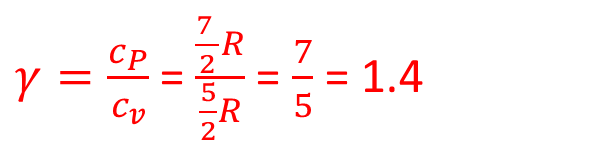 γ = c_P/c_v = (7/2 R)/(5/2 R) = 7/5 = 1.4